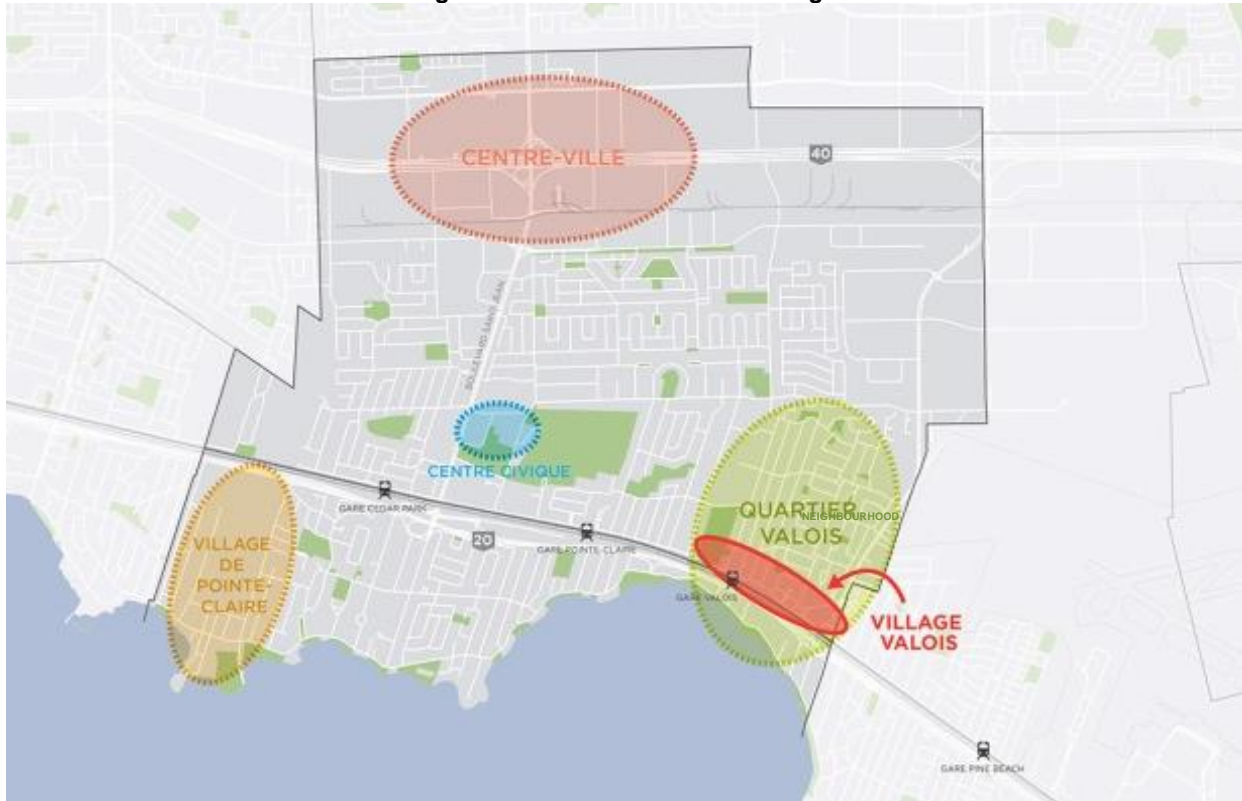 CENTRE-VILLE
40
BOULEVARD SAINT-JEAN
CENTRE CIVIQUE
GARE CEDAR PARK
20
GARE POINTE-CLAIRE
VILLAGE
DE
POINTE-
CLAIRE
QUARTIER
NEIGHBOURHOOD
VALOIS
GARE VALOIS
VILLAGE
VALOIS
GARE PINE BEACH